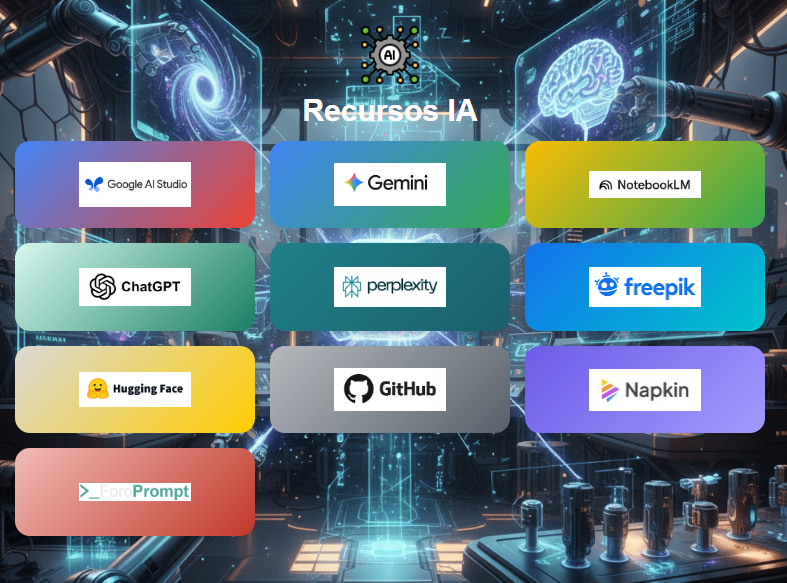 AI
Recursos IA
Google AI Studio
Gemini
NotebookLM
ChatGPT
perplexity
freepik
Hugging Face
GitHub
Napkin
>_ForoPrompt